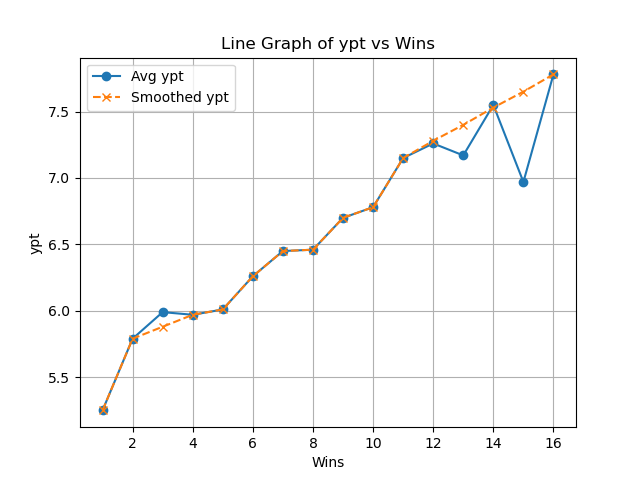 Line Graph of ypt vs Wins
Avg ypt
Smoothed ypt
7.5
7.0
6.5
6.0
5.5
ypt
2 4 6 8 10 12 14 16
Wins